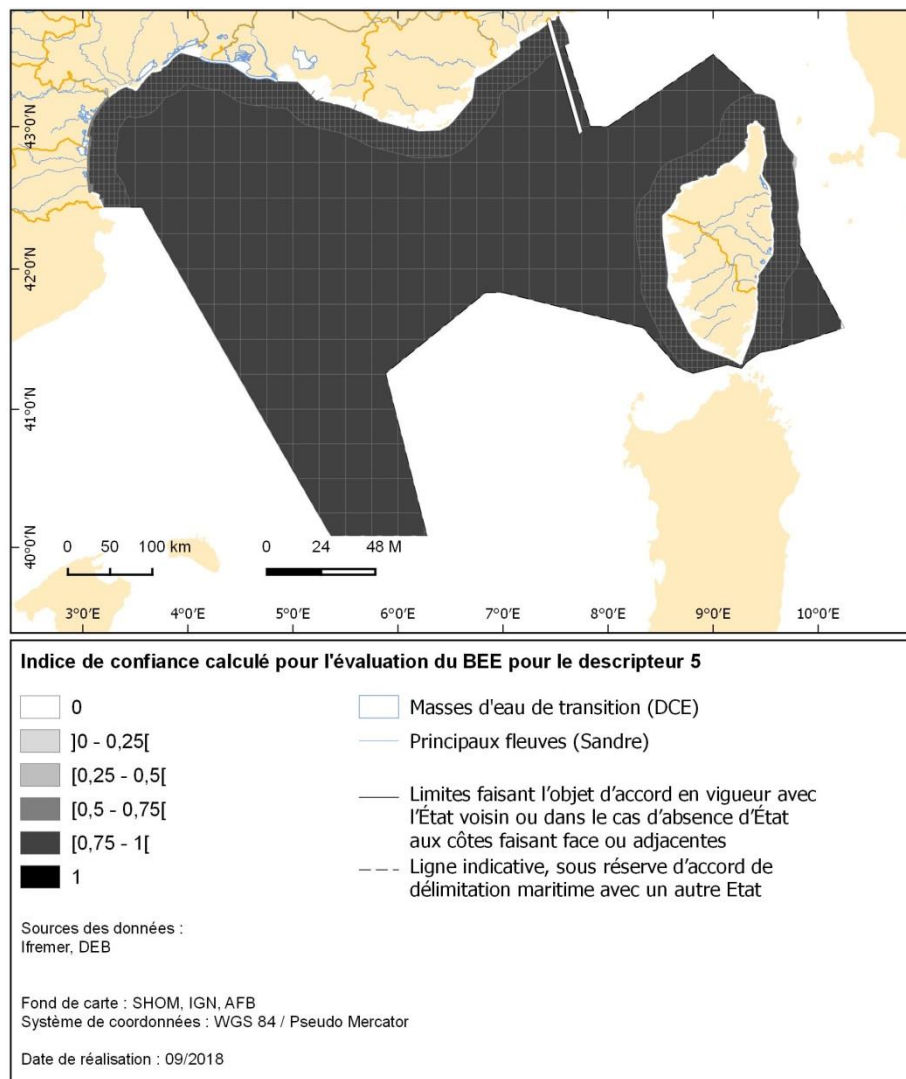 43°0'N
42°0'N
41°0'N
40°0'N
0 50 100 km
0 24 48 M
3°0'E 4°0'E 5°0'E 6°0'E 7°0'E 8°0'E 9°0'E 10°0'E
Indice de confiance calculé pour l'évaluation du BEE pour le descripteur 5
0
]0 - 0,25[
[0,25 - 0,5[
[0,5 - 0,75[
[0,75 - 1[
1
Masses d'eau de transition (DCE)
Principaux fleuves (Sandre)
Limites faisant l’objet d’accord en vigueur avec
l’État voisin ou dans le cas d’absence d’État
aux côtes faisant face ou adjacentes
Ligne indicative, sous réserve d’accord de
délimitation maritime avec un autre Etat
Sources des données :
Ifremer, DEB
Fond de carte : SHOM, IGN, AFB
Système de coordonnées : WGS 84 / Pseudo Mercator
Date de réalisation : 09/2018